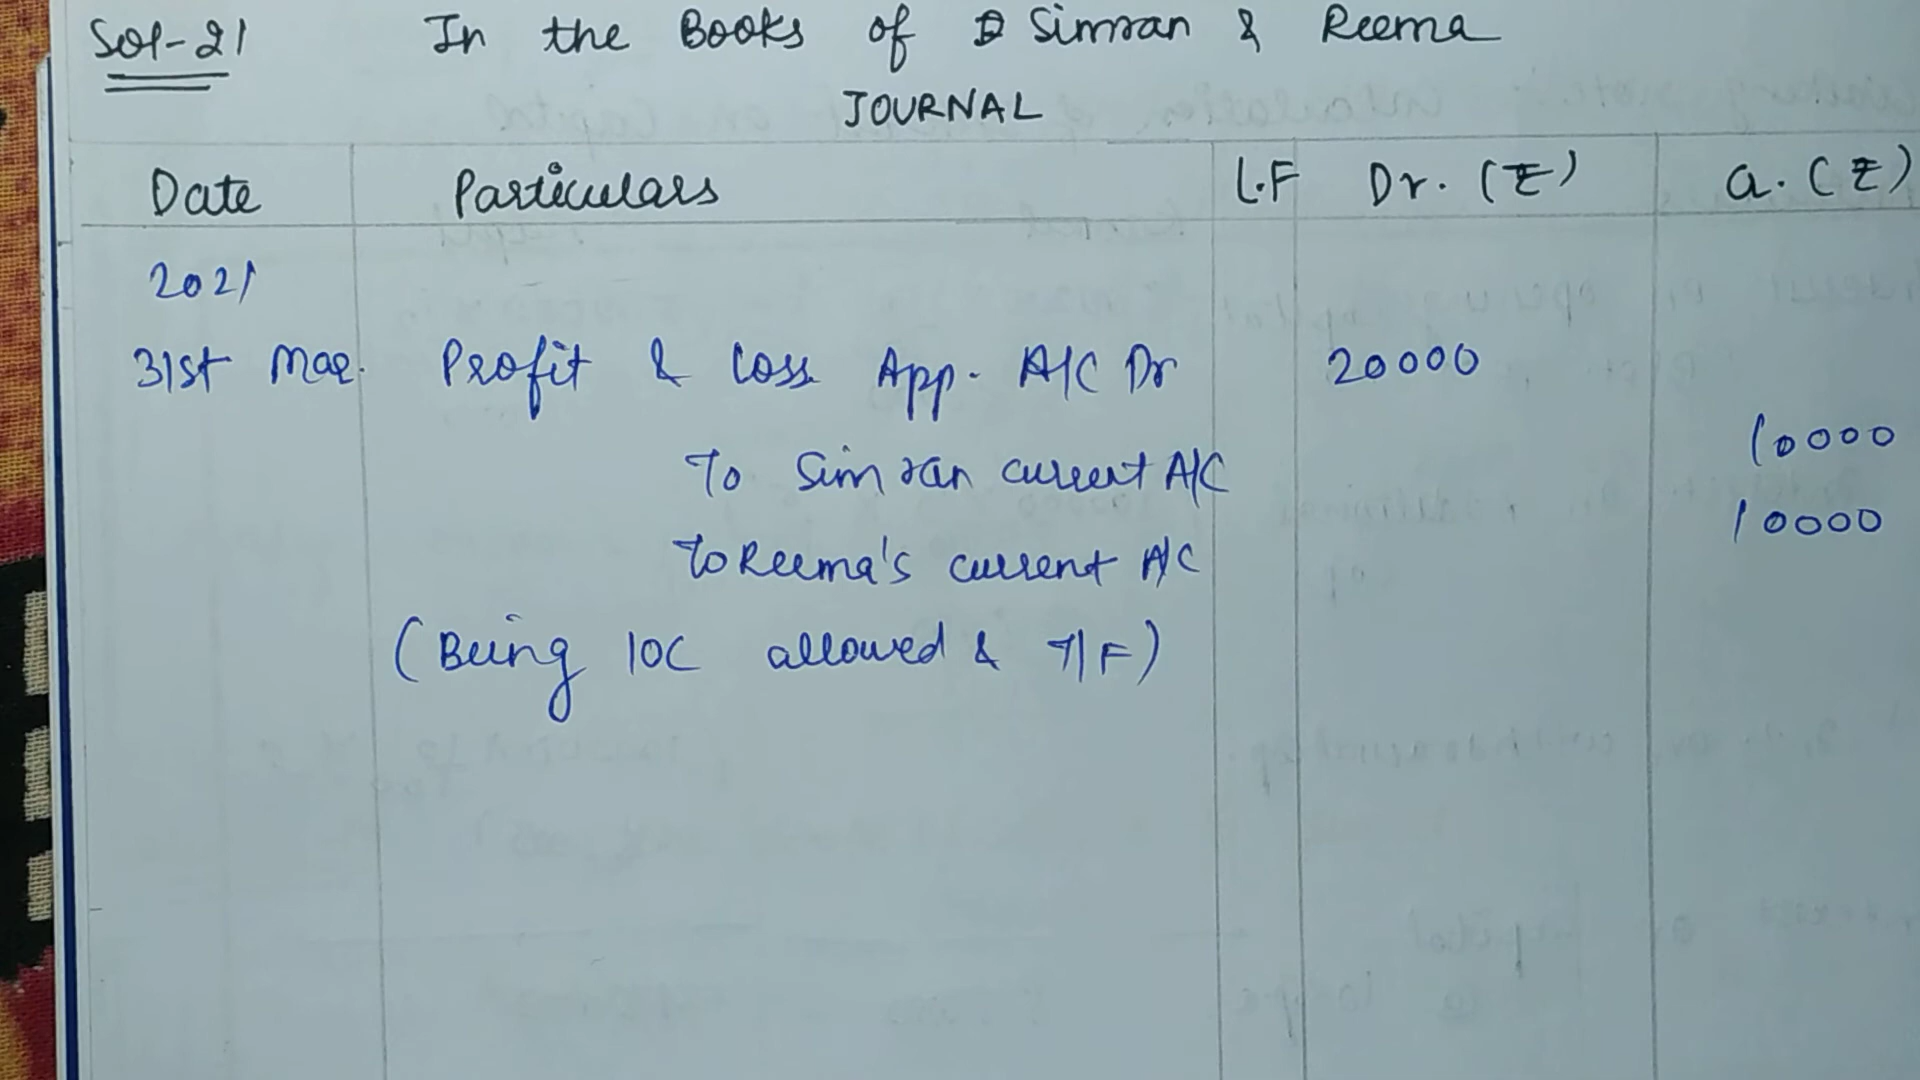 Sol-21 In the Books of Simran & Reema
JOURNAL
Date Particulars L.F Dr. (₹) Cr. (₹)
2021
31st Mar. Profit & Loss App. A/C Dr 20000
To Simran current A/C 10000
To Reema's current A/C 10000
(Being IOC allowed & T/F)